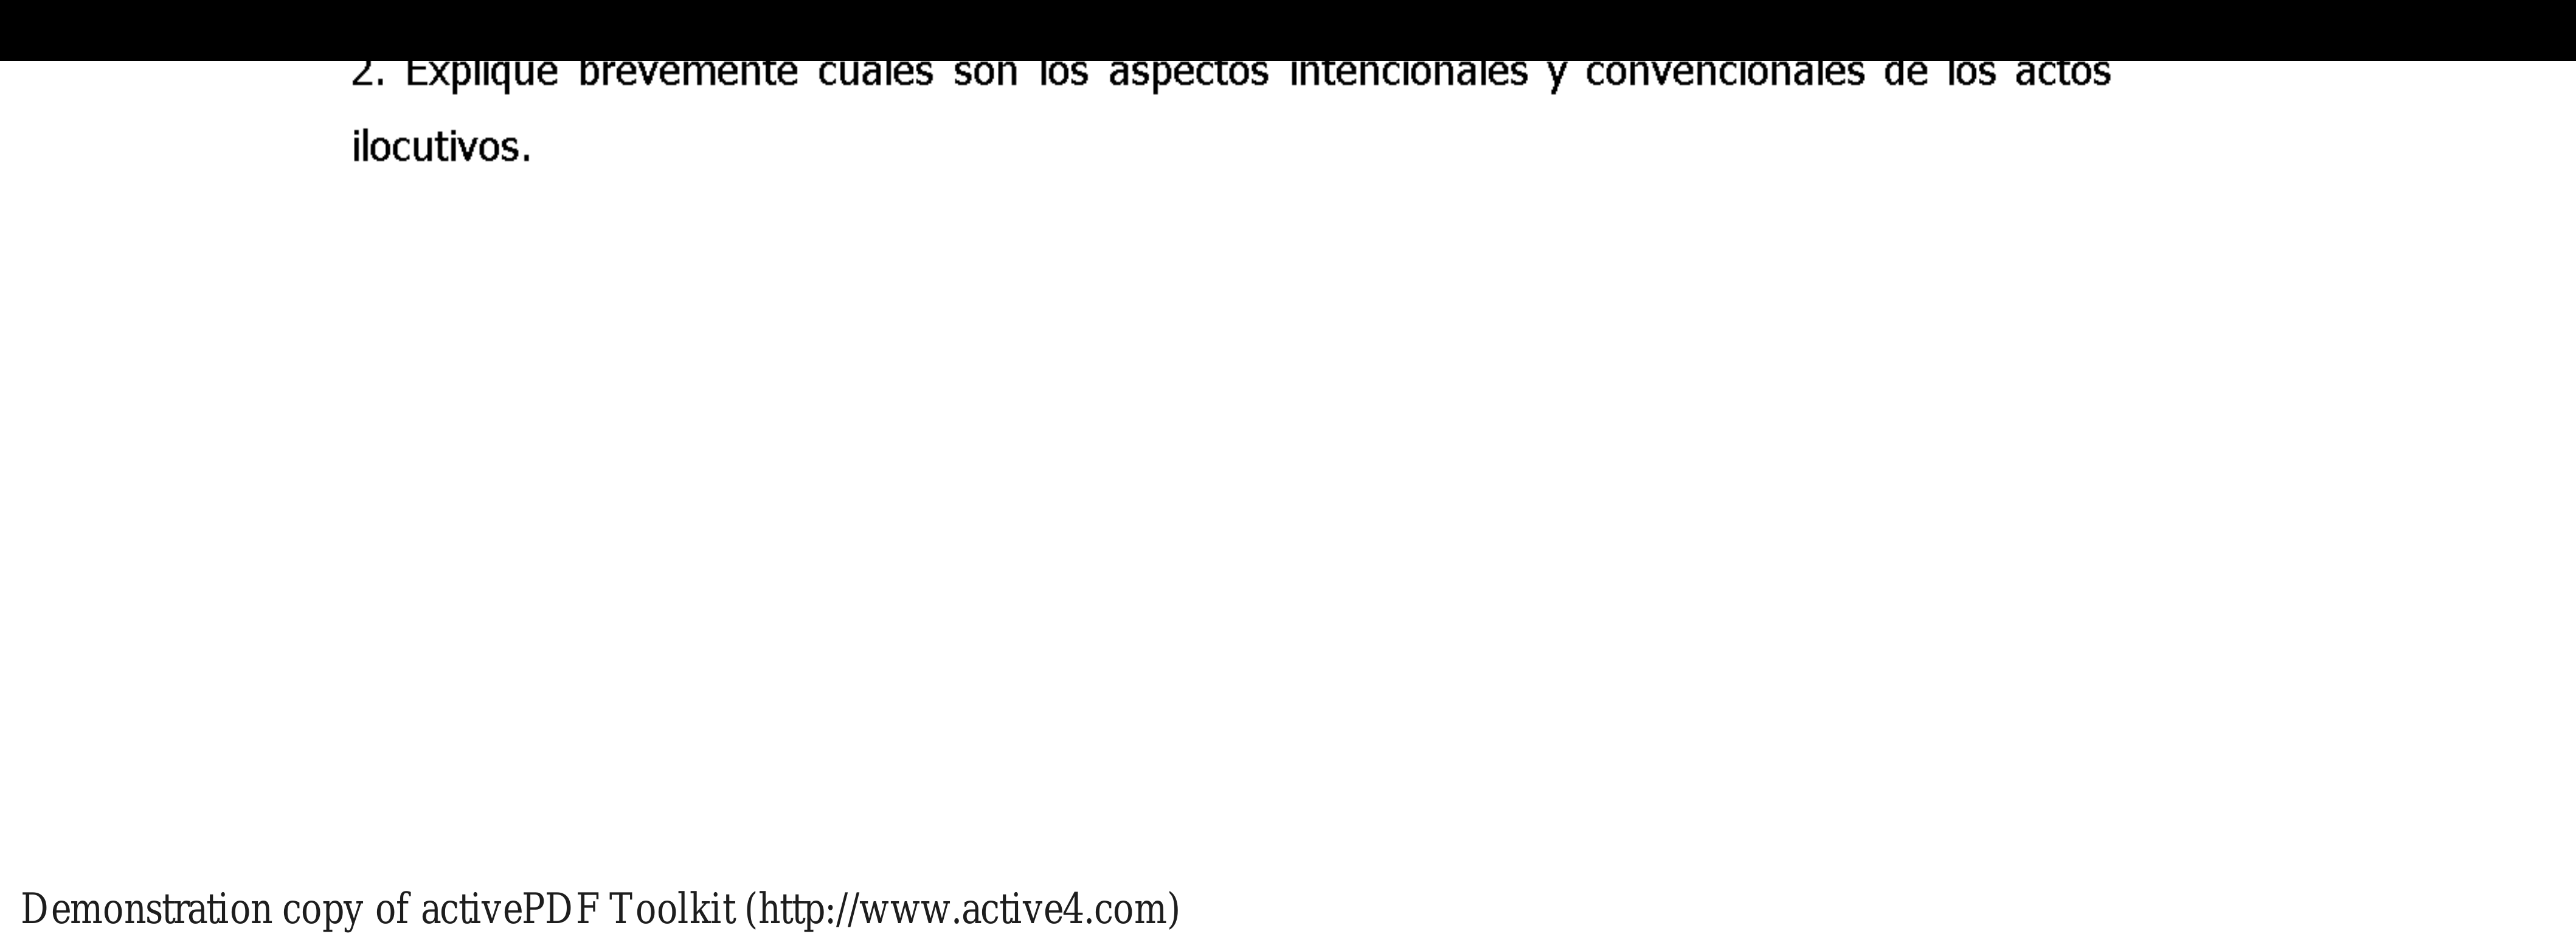 2. Explique brevemente cuáles son los aspectos intencionales y convencionales de los actos
ilocutivos.
Demonstration copy of activePDF Toolkit (http://www.active4.com)